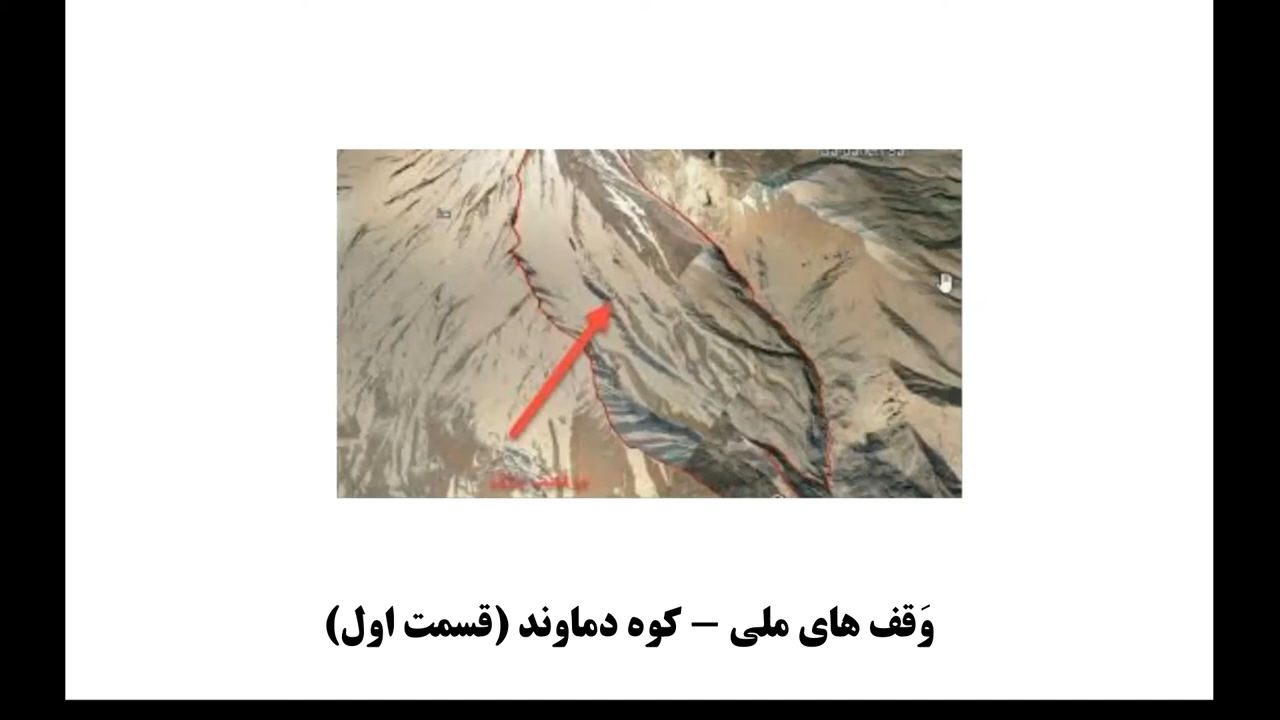 وَقف های ملی – کوه دماوند (قسمت اول)